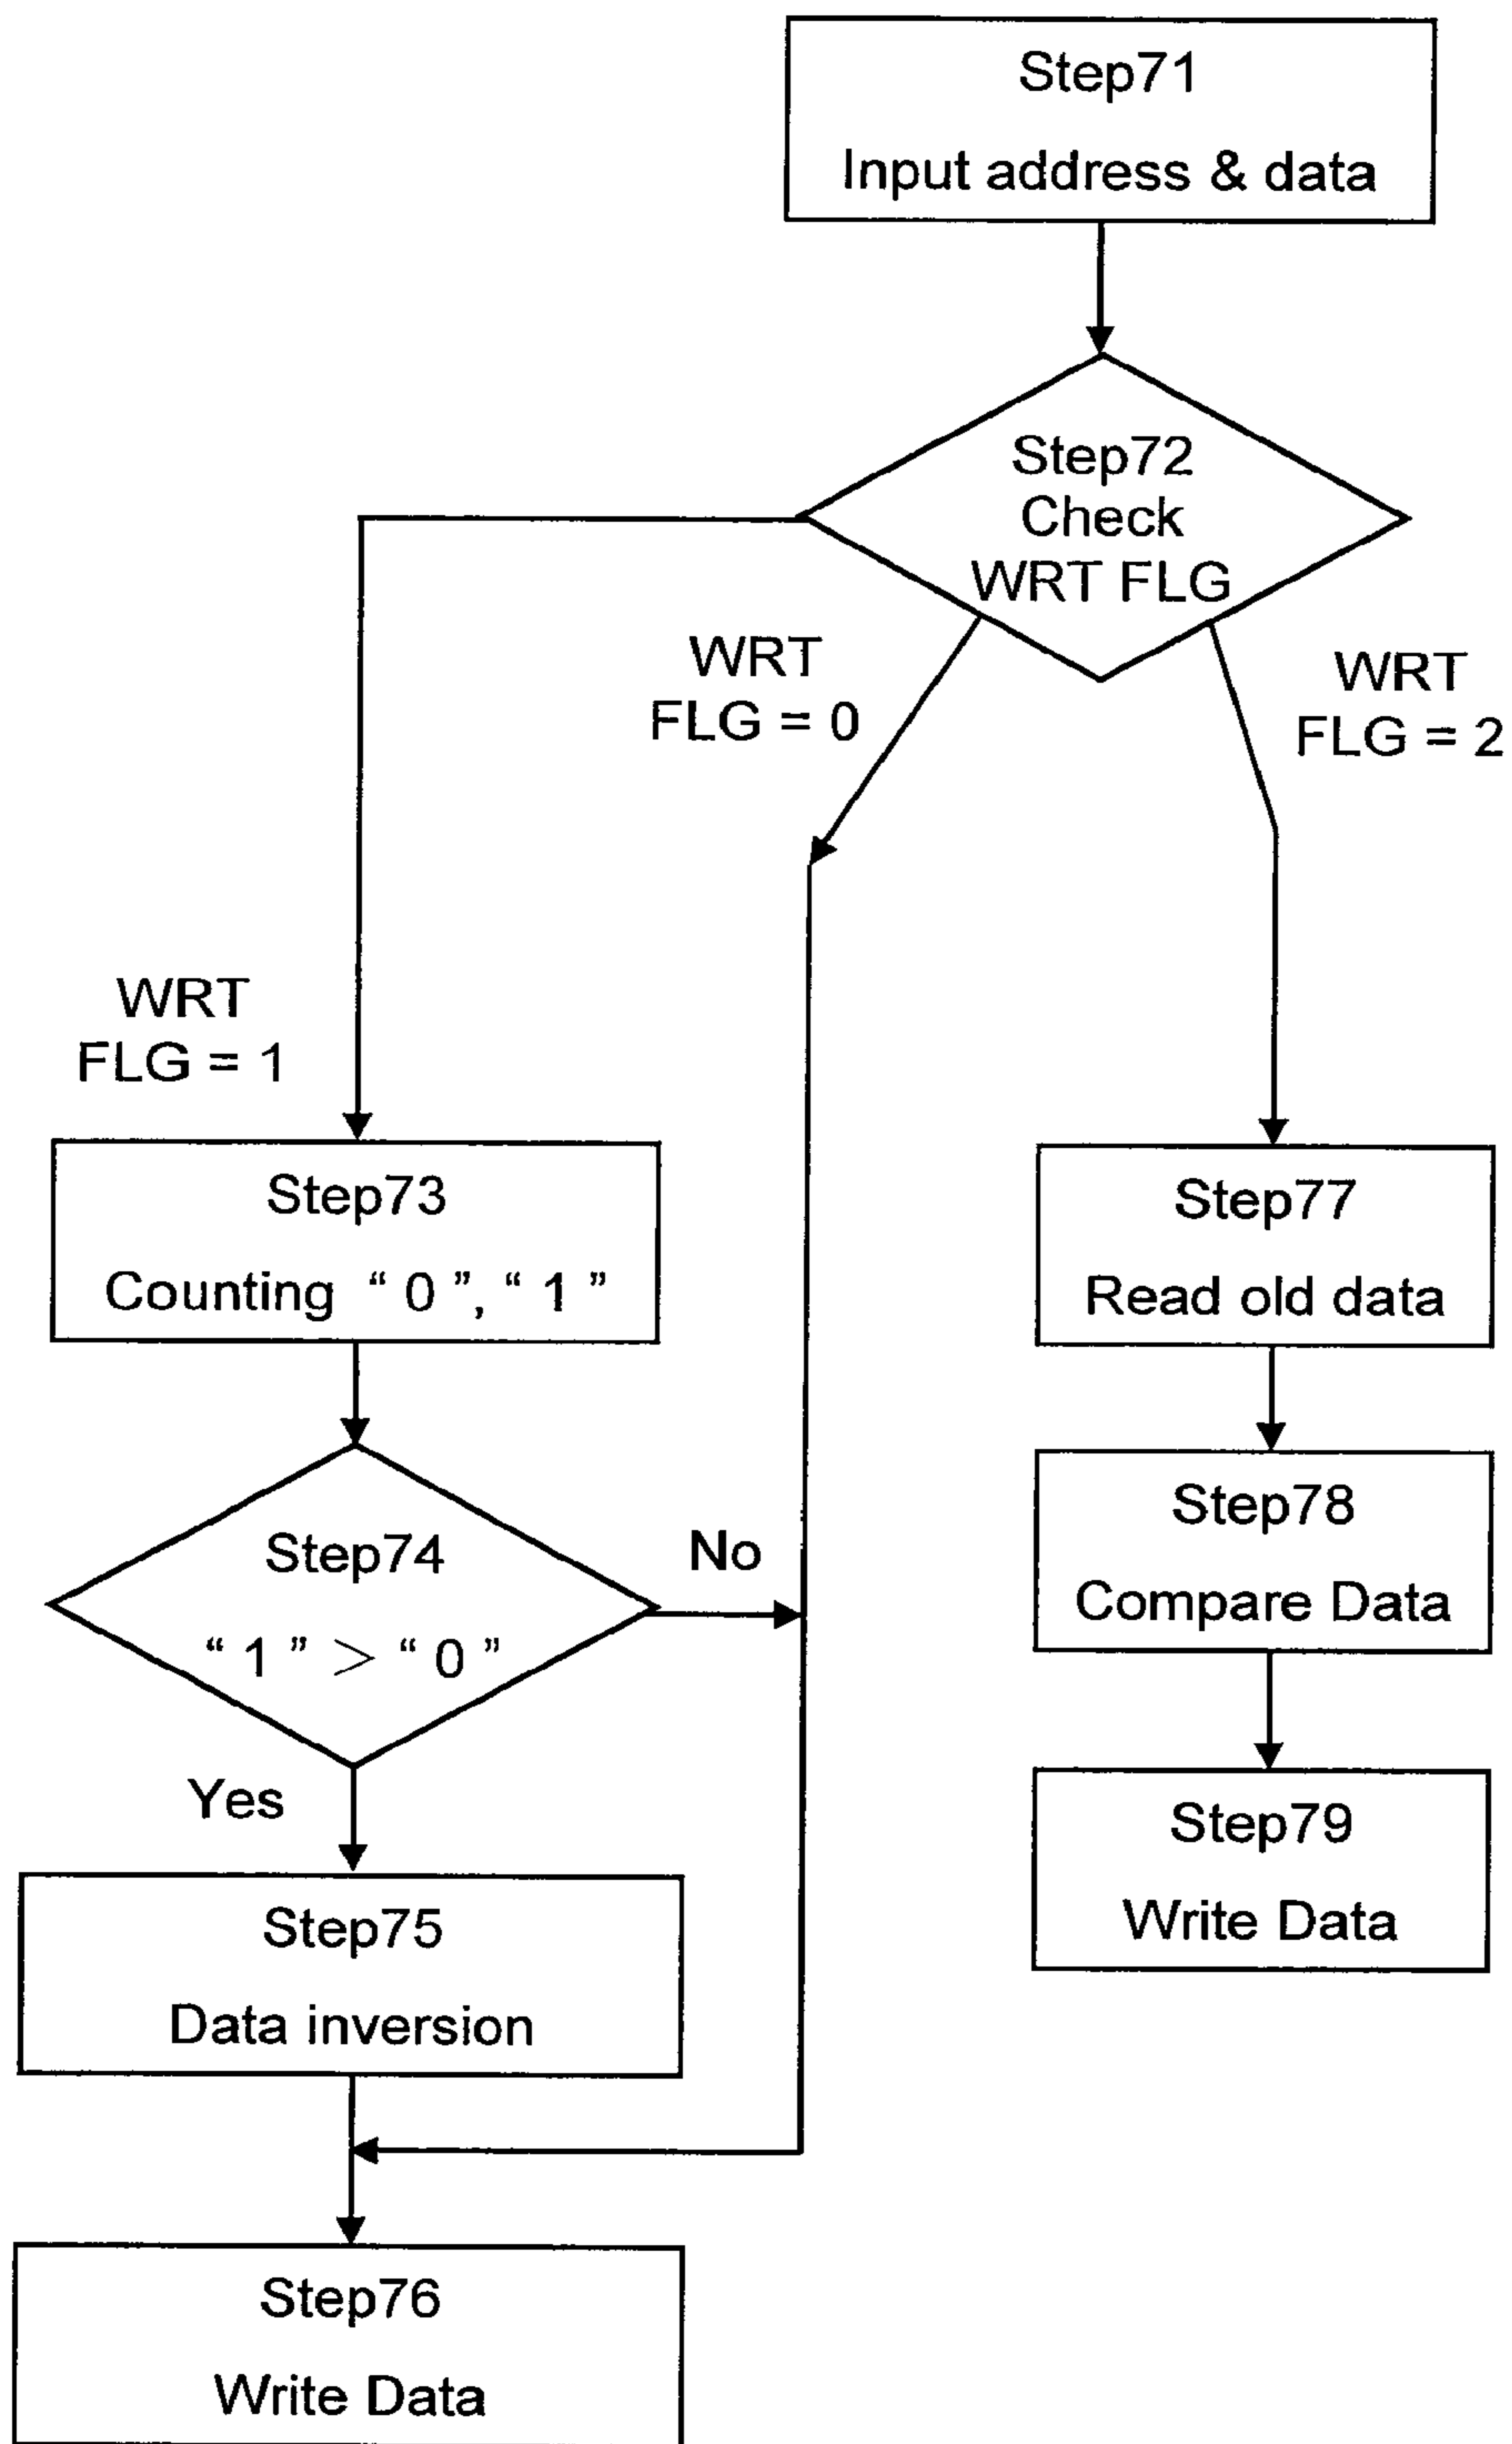 Step71
Input address & data
Step72
Check
WRT FLG
WRT
FLG = 0
WRT
FLG = 2
WRT
FLG = 1
Step73
Counting “ 0 ”, “ 1 ”
Step77
Read old data
Step74
“ 1 ” > “ 0 ”
No
Step78
Compare Data
Yes
Step79
Write Data
Step75
Data inversion
Step76
Write Data